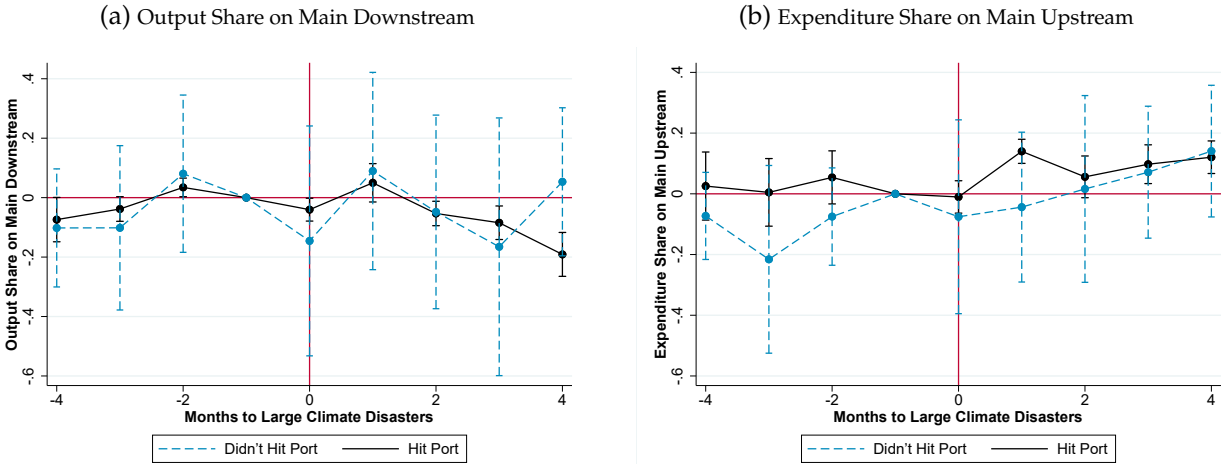 (a) Output Share on Main Downstream
Output Share on Main Downstream
.4
.2
0
-.2
-.4
-.6
-4
-2
0
2
4
Months to Large Climate Disasters
Didn't Hit Port
Hit Port
(b) Expenditure Share on Main Upstream
Expenditure Share on Main Upstream
.4
.2
0
-.2
-.4
-.6
-4
-2
0
2
4
Months to Large Climate Disasters
Didn't Hit Port
Hit Port